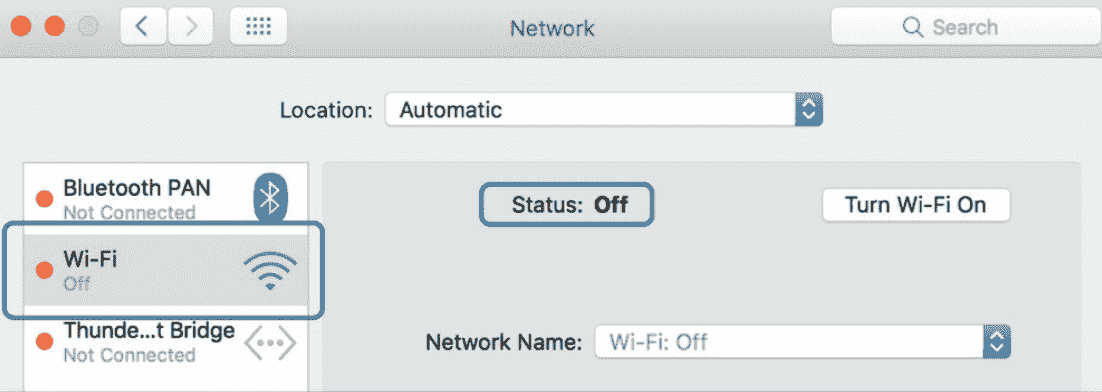 Network
Search
Location: Automatic
Bluetooth PAN
Not Connected
Status: Off
Turn Wi-Fi On
Wi-Fi
Off
Thunde...t Bridge
Not Connected
Network Name: Wi-Fi: Off